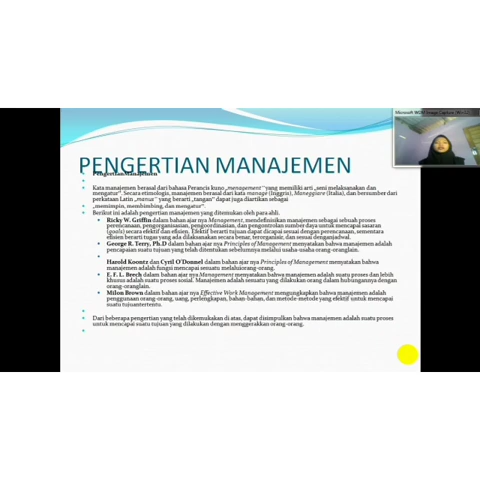 PENGERTIAN MANAJEMEN
PengertianManajemen
Kata manajemen berasal dari bahasa Perancis kuno „menagement" yang memiliki arti „seni melaksanakan dan
mengatur". Secara etimologis, manajemen berasal dari kata manage (Inggris), Maneggiare (Italia), dan bersumber dari
perkataan Latin „manus" yang berarti „tangan" dapat juga diartikan sebagai
„memimpin, membimbing, dan mengatur".
Berikut ini adalah pengertian manajemen yang ditemukan oleh para ahli.
Ricky W. Griffin dalam bahan ajar nya Management, mendefinisikan manajemen sebagai sebuah proses
perencanaan, pengorganisasian, pengoordinasian, dan pengontrolan sumber daya untuk mencapai sasaran
(goals) secara efektif dan efisien. Efektif berarti tujuan dapat dicapai sesuai dengan perencanaan, sementara
efisien berarti tugas yang ada dilaksanakan secara benar, terorganisir, dan sesuai denganjadwal.
George R. Terry, Ph.D dalam bahan ajar nya Principles of Management menyatakan bahwa manajemen adalah
pencapaian suatu tujuan yang telah ditentukan sebelumnya melalui usaha-usaha orang-oranglain.
Harold Koontz dan Cyril O'Donnel dalam bahan ajar nya Principles of Management menyatakan bahwa
manajemen adalah fungsi mencapai sesuatu melaluiorang-orang.
E. F. L. Breech dalam bahan ajar nya Management menyatakan bahwa manajemen adalah suatu proses dan lebih
khusus adalah suatu proses sosial. Manajemen adalah sesuatu yang dilakukan orang dalam hubungannya dengan
orang-oranglain.
Milon Brown dalam bahan ajar nya Effective Work Management mengungkapkan bahwa manajemen adalah
penggunaan orang-orang, uang, perlengkapan, bahan-bahan, dan metode-metode yang efektif untuk mencapai
suatu tujuantertentu.
Dari beberapa pengertian yang telah dikemukakan di atas, dapat disimpulkan bahwa manajemen adalah suatu proses
untuk mencapai suatu tujuan yang dilakukan dengan menggerakkan orang-orang.